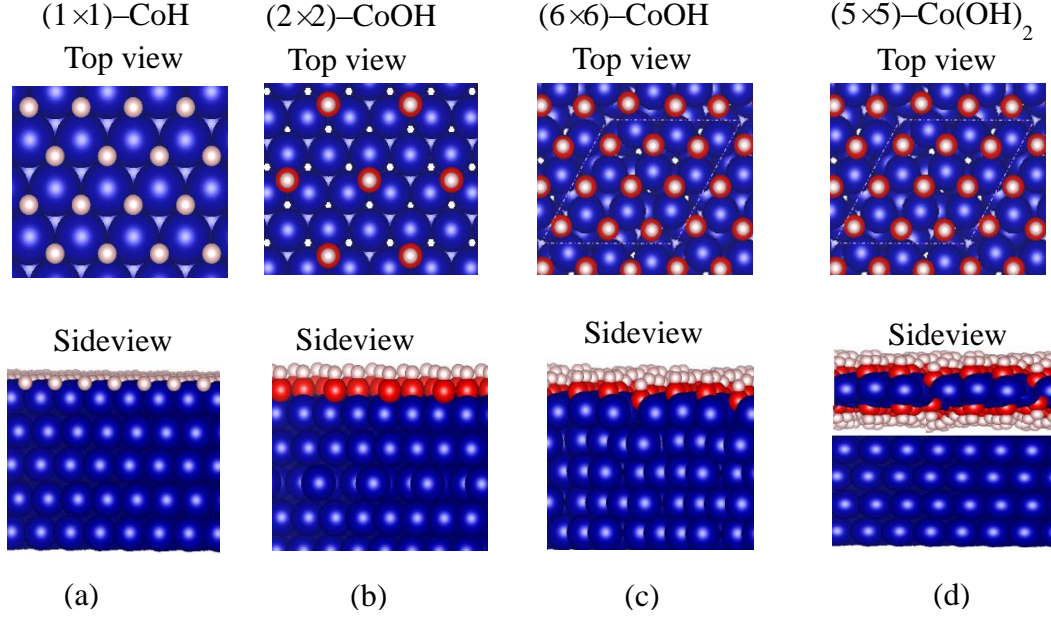 (1×1)–CoH (2×2)–CoOH (6×6)–CoOH (5×5)–Co(OH)₂
Top view Top view Top view Top view
Sideview Sideview Sideview Sideview
(a) (b) (c) (d)